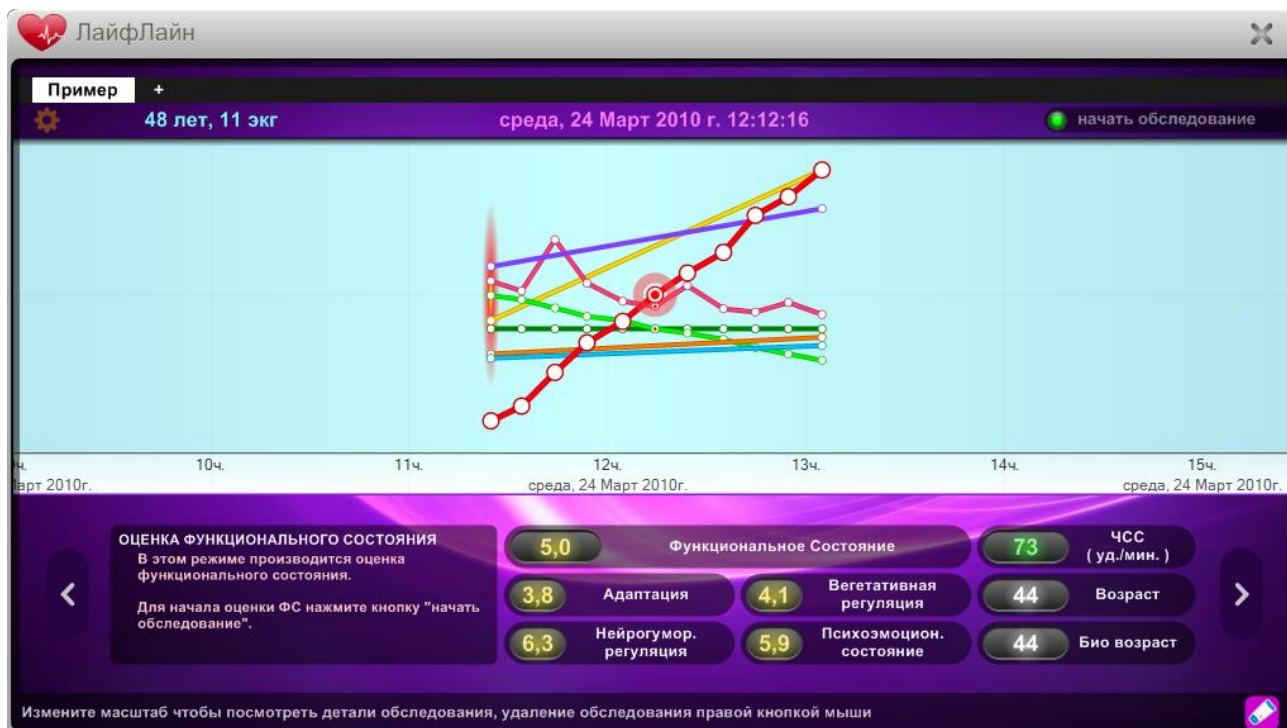 ЛайфЛайн
Пример +
48 лет, 11 экг
среда, 24 Март 2010 г. 12:12:16
начать обследование
ч. 10ч. 11ч. 12ч. 13ч. 14ч. 15ч.
арт 2010г. среда, 24 Март 2010г. среда, 24 Март 2010г.
ОЦЕНКА ФУНКЦИОНАЛЬНОГО СОСТОЯНИЯ
В этом режиме производится оценка
функционального состояния.
Для начала оценки ФС нажмите кнопку "начать
обследование".
5,0 Функциональное Состояние
73 ЧСС
( уд./мин. )
3,8 Адаптация
4,1 Вегетативная
регуляция
44 Возраст
6,3 Нейрогумор.
регуляция
5,9 Психоэмоцион.
состояние
44 Био возраст
Измените масштаб чтобы посмотреть детали обследования, удаление обследования правой кнопкой мыши